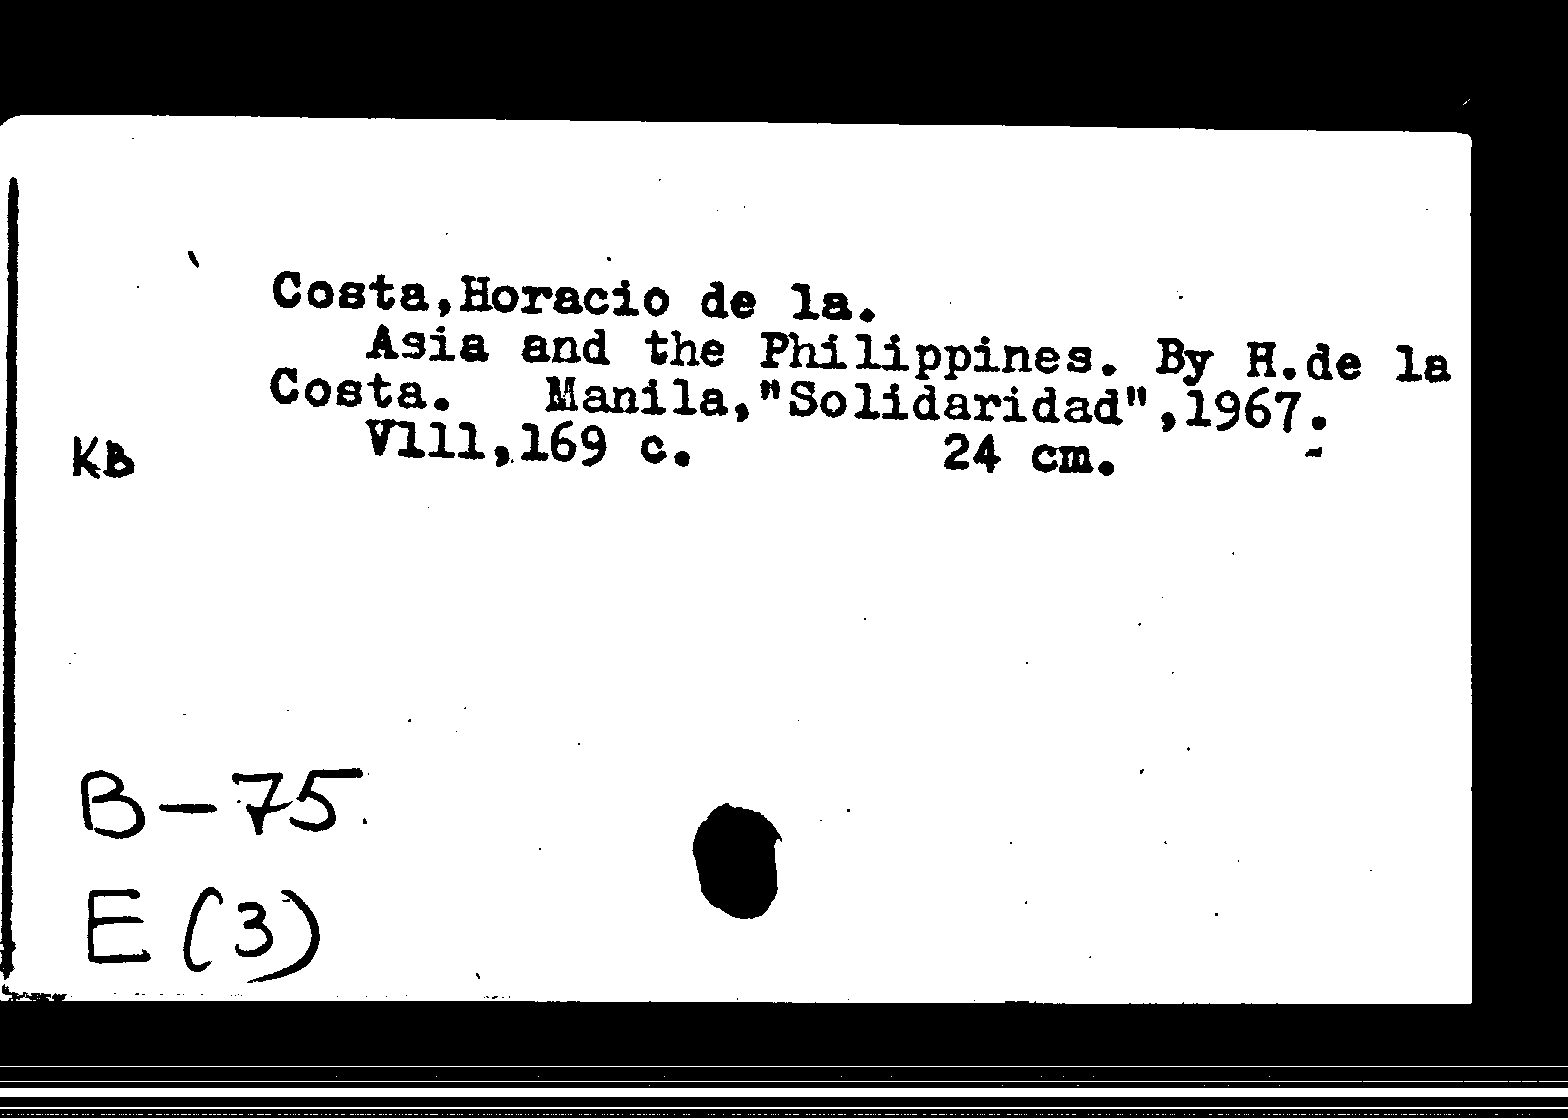 Costa,Horacio de la.
Asia and the Philippines. By H.de la
Costa. Manila,"Solidaridad",1967.
V111,169 c. 24 cm.
KB
B-75
E (3)